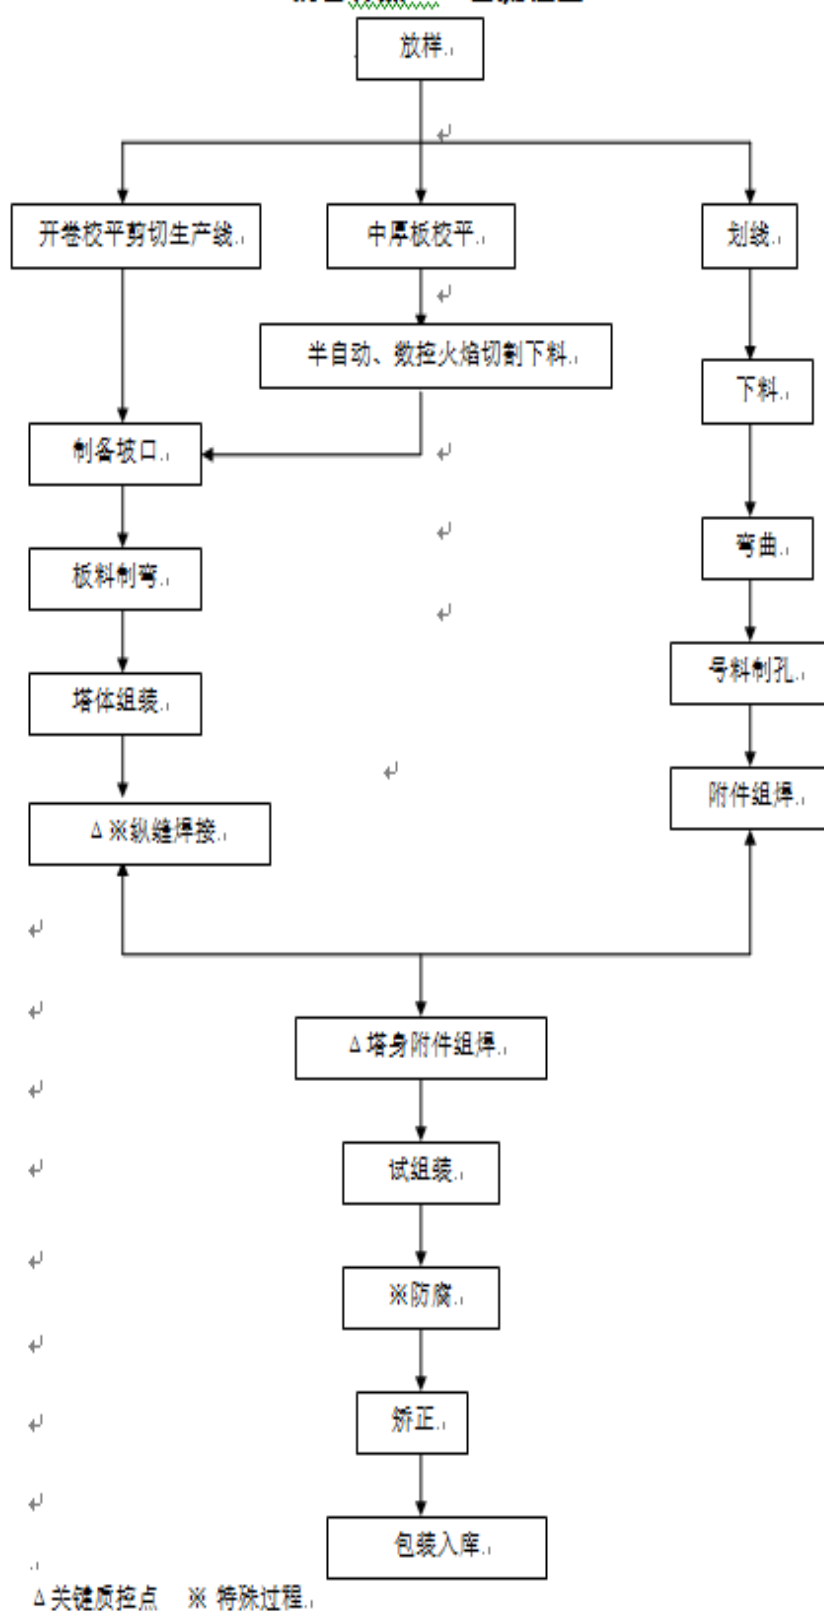 放样
开卷校平剪切生产线
中厚板校平
划线
半自动、数控火焰切割下料
下料
制备坡口
弯曲
板料制弯
号料制孔
塔体组装
附件组焊
Δ※纵缝焊接
Δ塔身附件组焊
试组装
※防腐
矫正
包装入库
Δ关键质控点 ※ 特殊过程